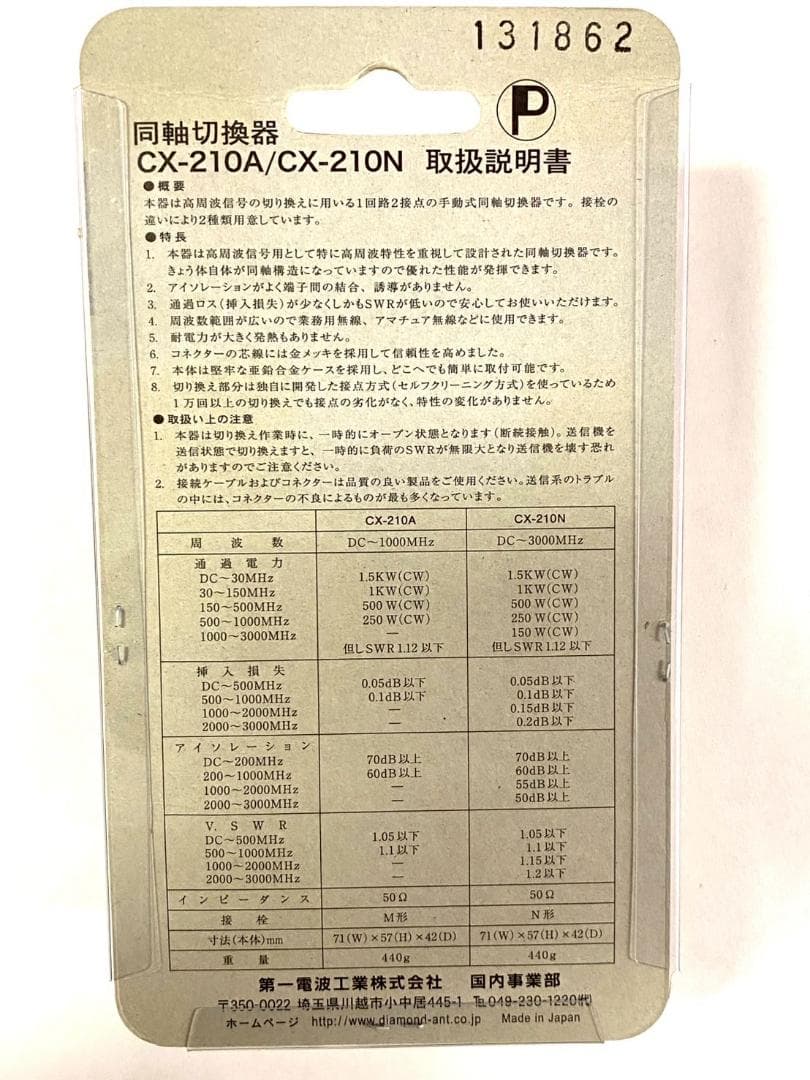 131862
P
同軸切換器
CX-210A/CX-210N 取扱説明書
●概要
本器は高周波信号の切り換えに用いる1回路2接点の手動式同軸切換器です。接栓の
違いにより2種類用意しています。
●特長
1. 本器は高周波信号用として特に高周波特性を重視して設計された同軸切換器です。
きょう体自体が同軸構造になっていますので優れた性能が発揮できます。
2. アイソレーションがよく端子間の結合、誘導がありません。
3. 通過ロス(挿入損失)が少なくしかもSWRが低いので安心してお使いいただけます。
4. 周波数範囲が広いので業務用無線、アマチュア無線などに使用できます。
5. 耐電力が大きく発熱もありません。
6. コネクターの芯線には金メッキを採用して信頼性を高めました。
7. 本体は堅牢な亜鉛合金ケースを採用し、どこへでも簡単に取付可能です。
8. 切り換え部分は独自に開発した接点方式(セルフクリーニング方式)を使っているため
1万回以上の切り換えでも接点の劣化がなく、特性の変化がありません。
●取扱い上の注意
1. 本器は切り換え作業時に、一時的にオープン状態となります(断続接触)。送信機を
送信状態で切り換えますと、一時的に負荷のSWRが無限大となり送信機を壊す恐れ
がありますのでご注意ください。
2. 接続ケーブルおよびコネクターは品質の良い製品をご使用ください。送信系のトラブル
の中には、コネクターの不良によるものが最も多くなっています。
CX-210A CX-210N
周波数 DC~1000MHz DC~3000MHz
通過電力
DC~30MHz 1.5KW(CW) 1.5KW(CW)
30~150MHz 1KW(CW) 1KW(CW)
150~500MHz 500W(CW) 500W(CW)
500~1000MHz 250W(CW) 250W(CW)
1000~3000MHz — 150W(CW)
但しSWR1.12以下 但しSWR1.12以下
挿入損失
DC~500MHz 0.05dB以下 0.05dB以下
500~1000MHz 0.1dB以下 0.1dB以下
1000~2000MHz — 0.15dB以下
2000~3000MHz — 0.2dB以下
アイソレーション
DC~200MHz 70dB以上 70dB以上
200~1000MHz 60dB以上 60dB以上
1000~2000MHz — 55dB以上
2000~3000MHz — 50dB以上
V.SWR
DC~500MHz 1.05以下 1.05以下
500~1000MHz 1.1以下 1.1以下
1000~2000MHz — 1.15以下
2000~3000MHz — 1.2以下
インピーダンス 50Ω 50Ω
接栓 M形 N形
寸法(本体)mm 71(W)×57(H)×42(D) 71(W)×57(H)×42(D)
重量 440g 440g
第一電波工業株式会社 国内事業部
〒350-0022 埼玉県川越市小中居445-1 ℡049-230-1220㈹
ホームページ http://www.diamond-ant.co.jp Made in Japan